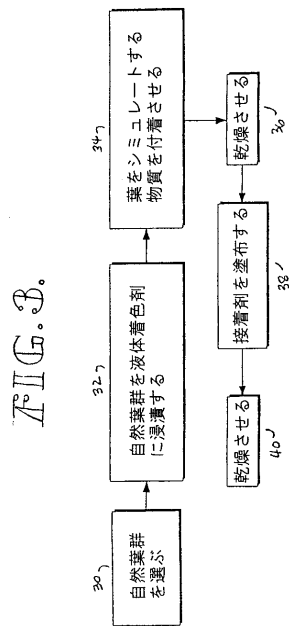 FIG.3.
30
自然葉群
を選ぶ
32
自然葉群を液体着色剤
に浸漬する
34
葉をシミュレートする
物質を付着させる
乾燥させる
36
接着剤を塗布する
38
乾燥させる
40